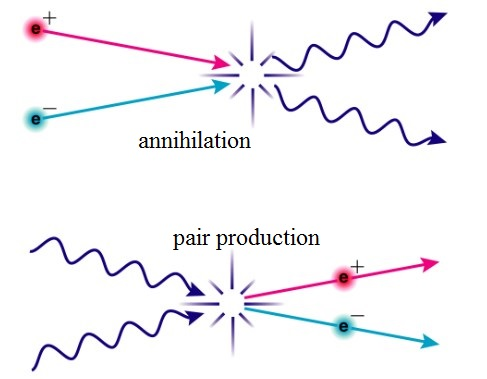 e+
e−
annihilation
pair production
e+
e−